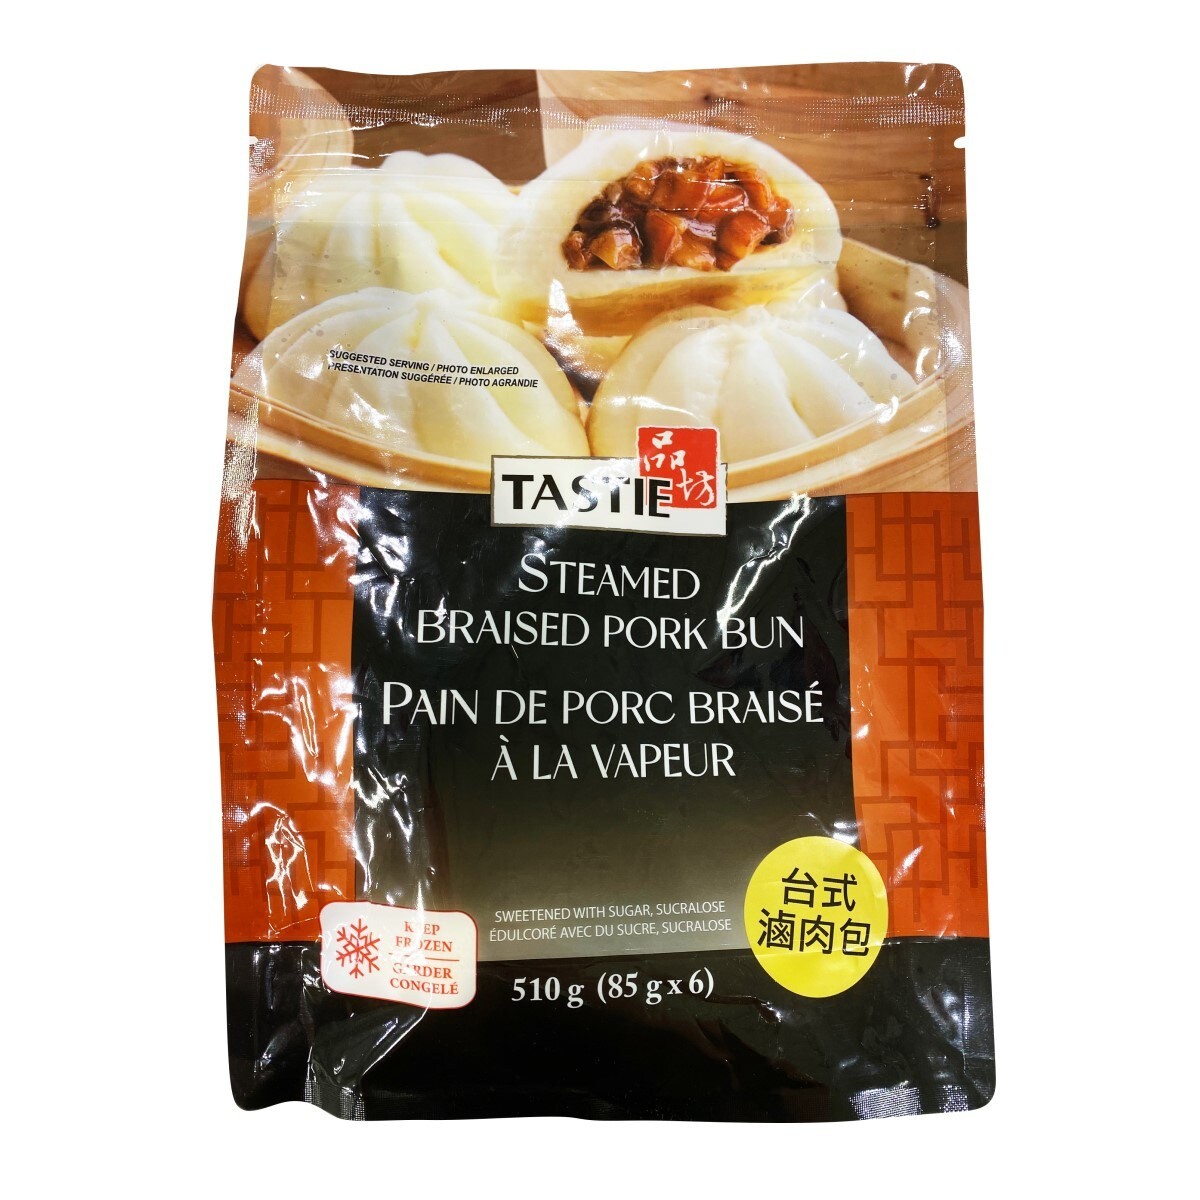 SUGGESTED SERVING / PHOTO ENLARGED
PRESENTATION SUGGÉRÉE / PHOTO AGRANDIE
品
坊
TASTIE
STEAMED
BRAISED PORK BUN
PAIN DE PORC BRAISÉ
À LA VAPEUR
台式
滷肉包
SWEETENED WITH SUGAR, SUCRALOSE
ÉDULCORÉ AVEC DU SUCRE, SUCRALOSE
KEEP
FROZEN
GARDER
CONGELÉ
510 g (85 g x 6)